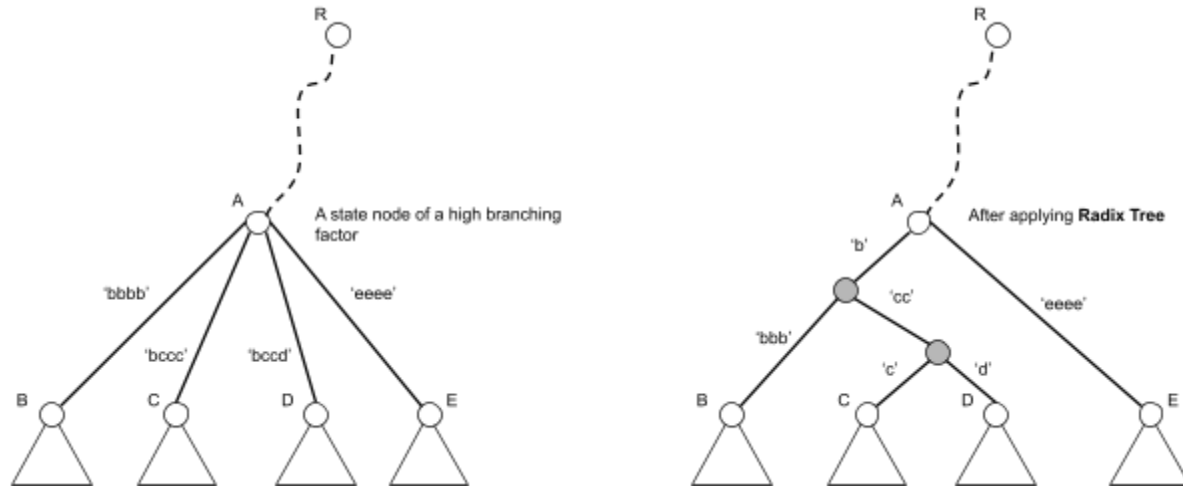 R
A
A state node of a high branching
factor
‘bbbb’
‘eeee’
‘bccc’
‘bccd’
B
C
D
E
R
A
After applying Radix Tree
‘b’
‘cc’
‘eeee’
‘bbb’
‘c’
‘d’
B
C
D
E